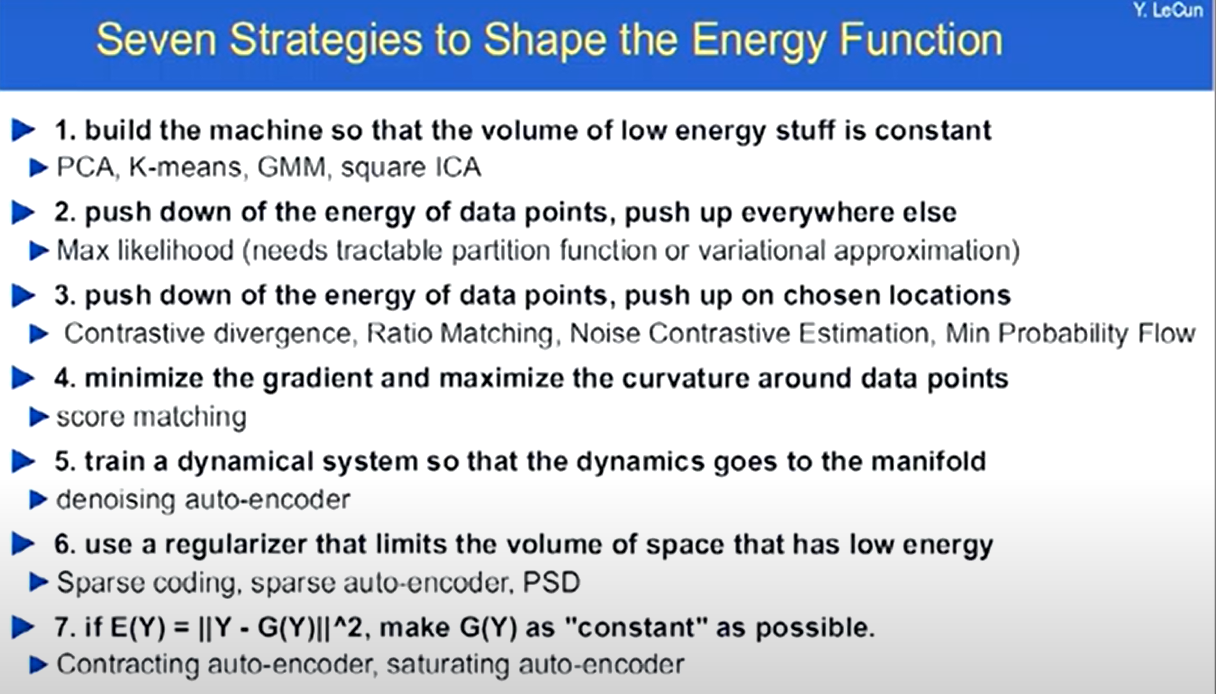 Y. LeCun
Seven Strategies to Shape the Energy Function
1. build the machine so that the volume of low energy stuff is constant
PCA, K-means, GMM, square ICA
2. push down of the energy of data points, push up everywhere else
Max likelihood (needs tractable partition function or variational approximation)
3. push down of the energy of data points, push up on chosen locations
Contrastive divergence, Ratio Matching, Noise Contrastive Estimation, Min Probability Flow
4. minimize the gradient and maximize the curvature around data points
score matching
5. train a dynamical system so that the dynamics goes to the manifold
denoising auto-encoder
6. use a regularizer that limits the volume of space that has low energy
Sparse coding, sparse auto-encoder, PSD
7. if E(Y) = ||Y - G(Y)||^2, make G(Y) as "constant" as possible.
Contracting auto-encoder, saturating auto-encoder